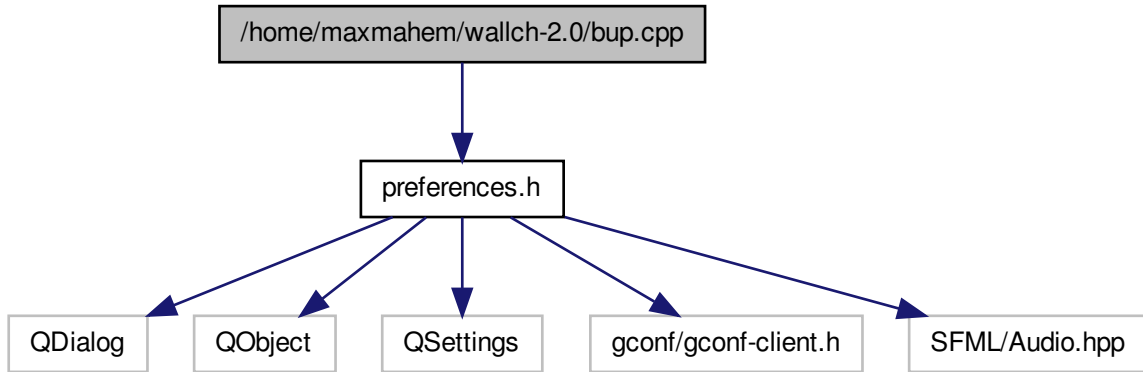 /home/maxmahem/wallch-2.0/bup.cpp
preferences.h
QDialog
QObject
QSettings
gconf/gconf-client.h
SFML/Audio.hpp